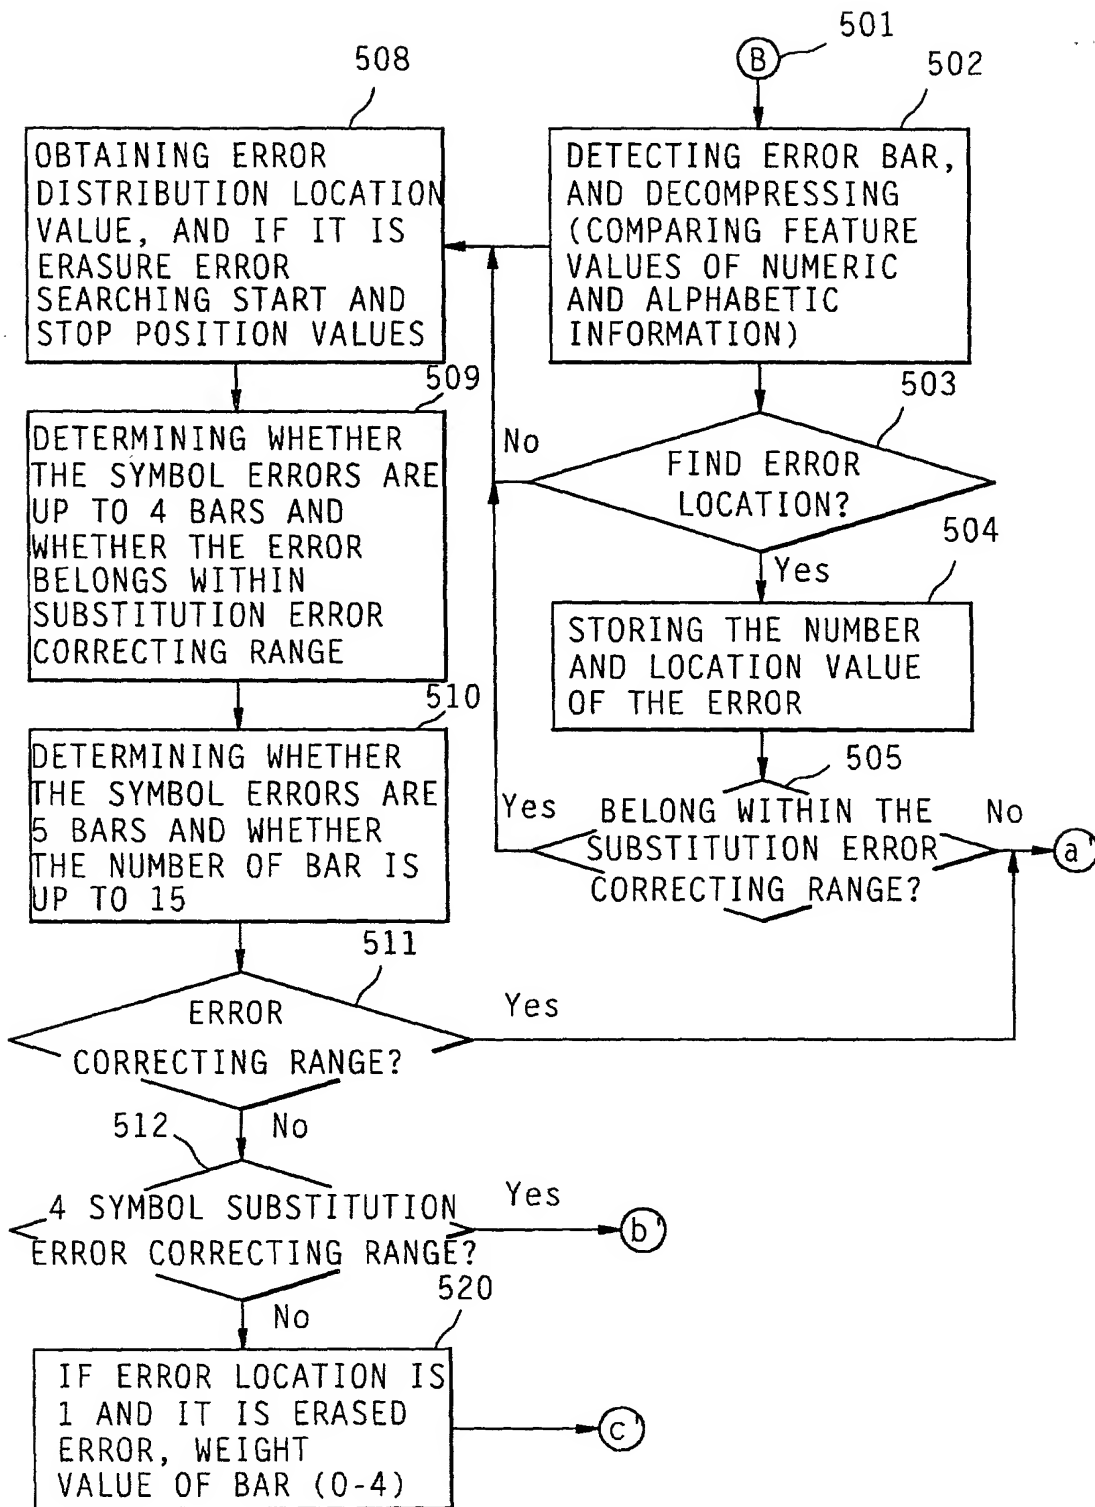 501
B
502
DETECTING ERROR BAR,
AND DECOMPRESSING
(COMPARING FEATURE
VALUES OF NUMERIC
AND ALPHABETIC
INFORMATION)
503
FIND ERROR
LOCATION?
No
Yes
504
STORING THE NUMBER
AND LOCATION VALUE
OF THE ERROR
505
BELONG WITHIN THE
SUBSTITUTION ERROR
CORRECTING RANGE?
Yes
No
a'
508
OBTAINING ERROR
DISTRIBUTION LOCATION
VALUE, AND IF IT IS
ERASURE ERROR
SEARCHING START AND
STOP POSITION VALUES
509
DETERMINING WHETHER
THE SYMBOL ERRORS ARE
UP TO 4 BARS AND
WHETHER THE ERROR
BELONGS WITHIN
SUBSTITUTION ERROR
CORRECTING RANGE
510
DETERMINING WHETHER
THE SYMBOL ERRORS ARE
5 BARS AND WHETHER
THE NUMBER OF BAR IS
UP TO 15
511
ERROR
CORRECTING RANGE?
Yes
No
512
4 SYMBOL SUBSTITUTION
ERROR CORRECTING RANGE?
Yes
b'
No
520
IF ERROR LOCATION IS
1 AND IT IS ERASED
ERROR, WEIGHT
VALUE OF BAR (0-4)
c'